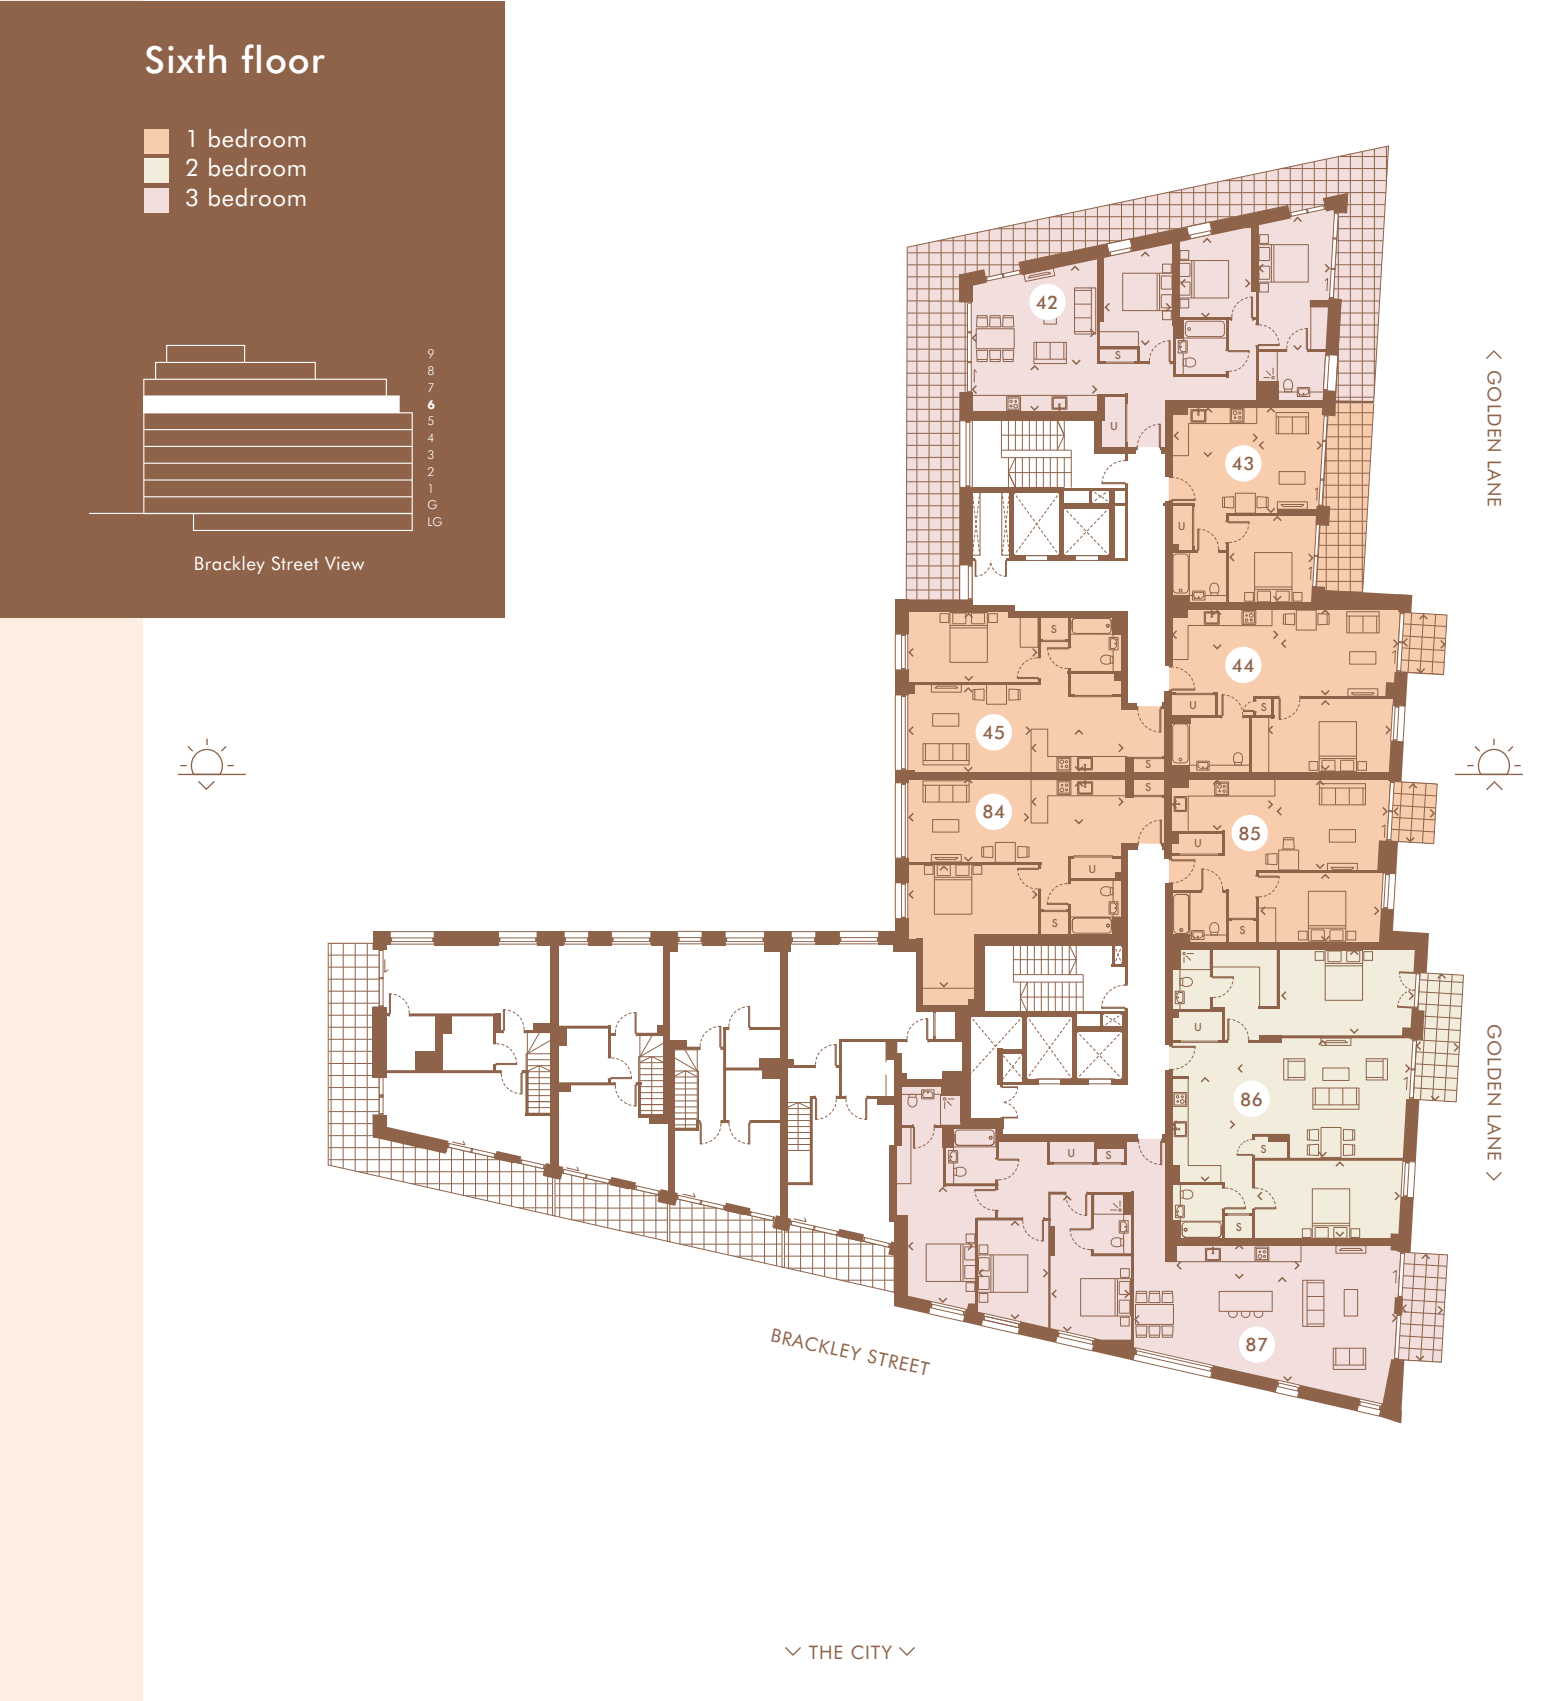 Sixth floor
1 bedroom
2 bedroom
3 bedroom
9
8
7
6
5
4
3
2
1
G
LG
Brackley Street View
42
S
U
GOLDEN LANE
43
U
44
U
S
S
45
S
84
S
U
S
85
U
S
86
U
S
S
GOLDEN LANE
U
S
87
BRACKLEY STREET
THE CITY